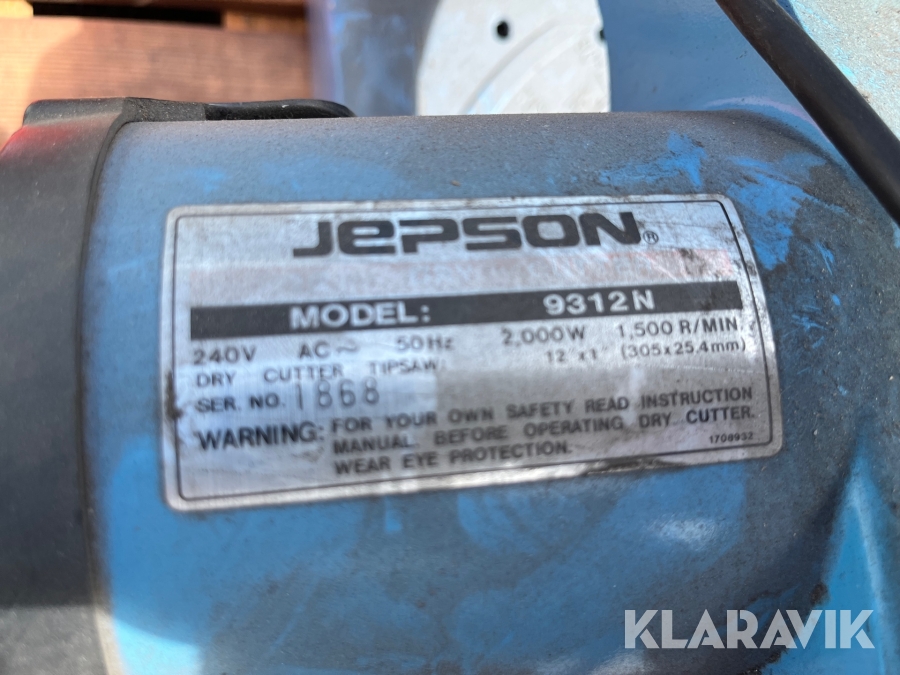 JEPSON®
MODEL: 9312N
240V AC~ 50Hz 2,000W 1,500 R/MIN.
DRY CUTTER TIPSAW: 12"x1" (305x25.4mm)
SER. NO. 1868
WARNING: FOR YOUR OWN SAFETY READ INSTRUCTION
MANUAL BEFORE OPERATING DRY CUTTER.
WEAR EYE PROTECTION.
1708932
KLARAVIK